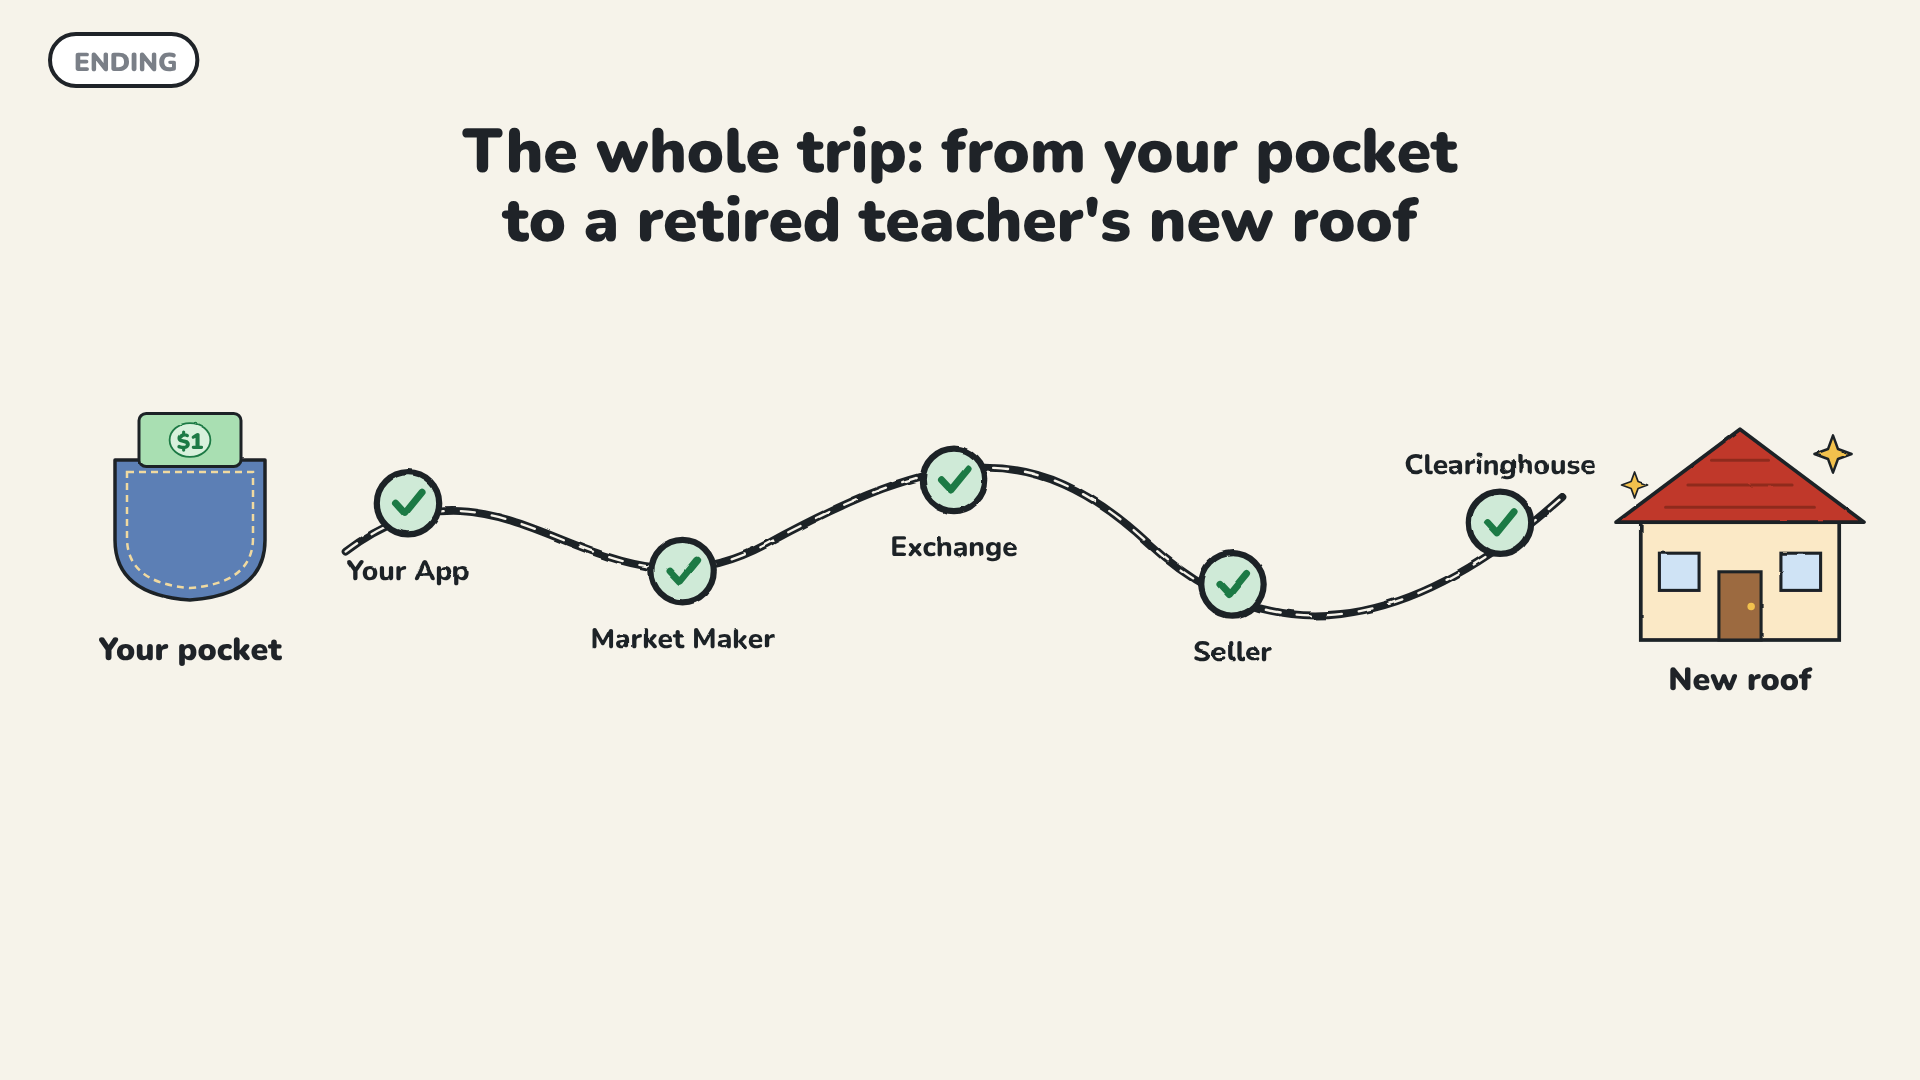 ENDING
The whole trip: from your pocket
to a retired teacher's new roof
$1
Your pocket
Your App
Market Maker
Exchange
Seller
Clearinghouse
New roof